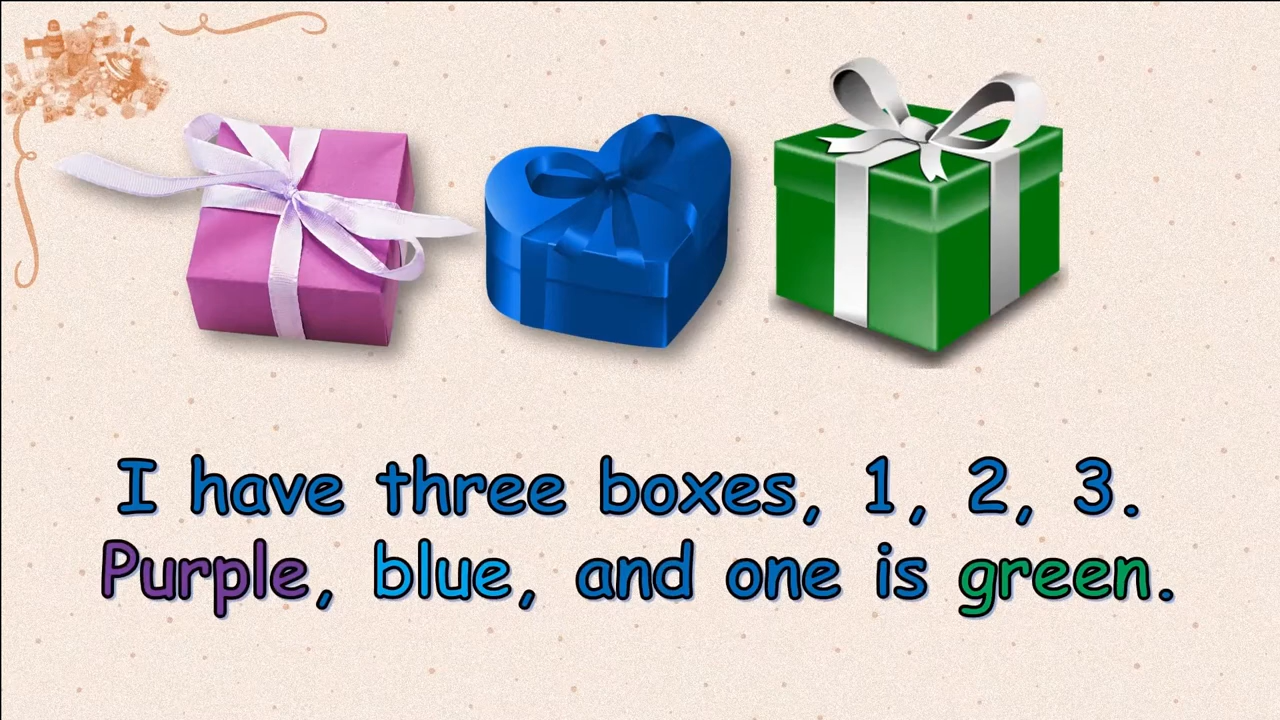 I have three boxes, 1, 2, 3.
Purple, blue, and one is green.